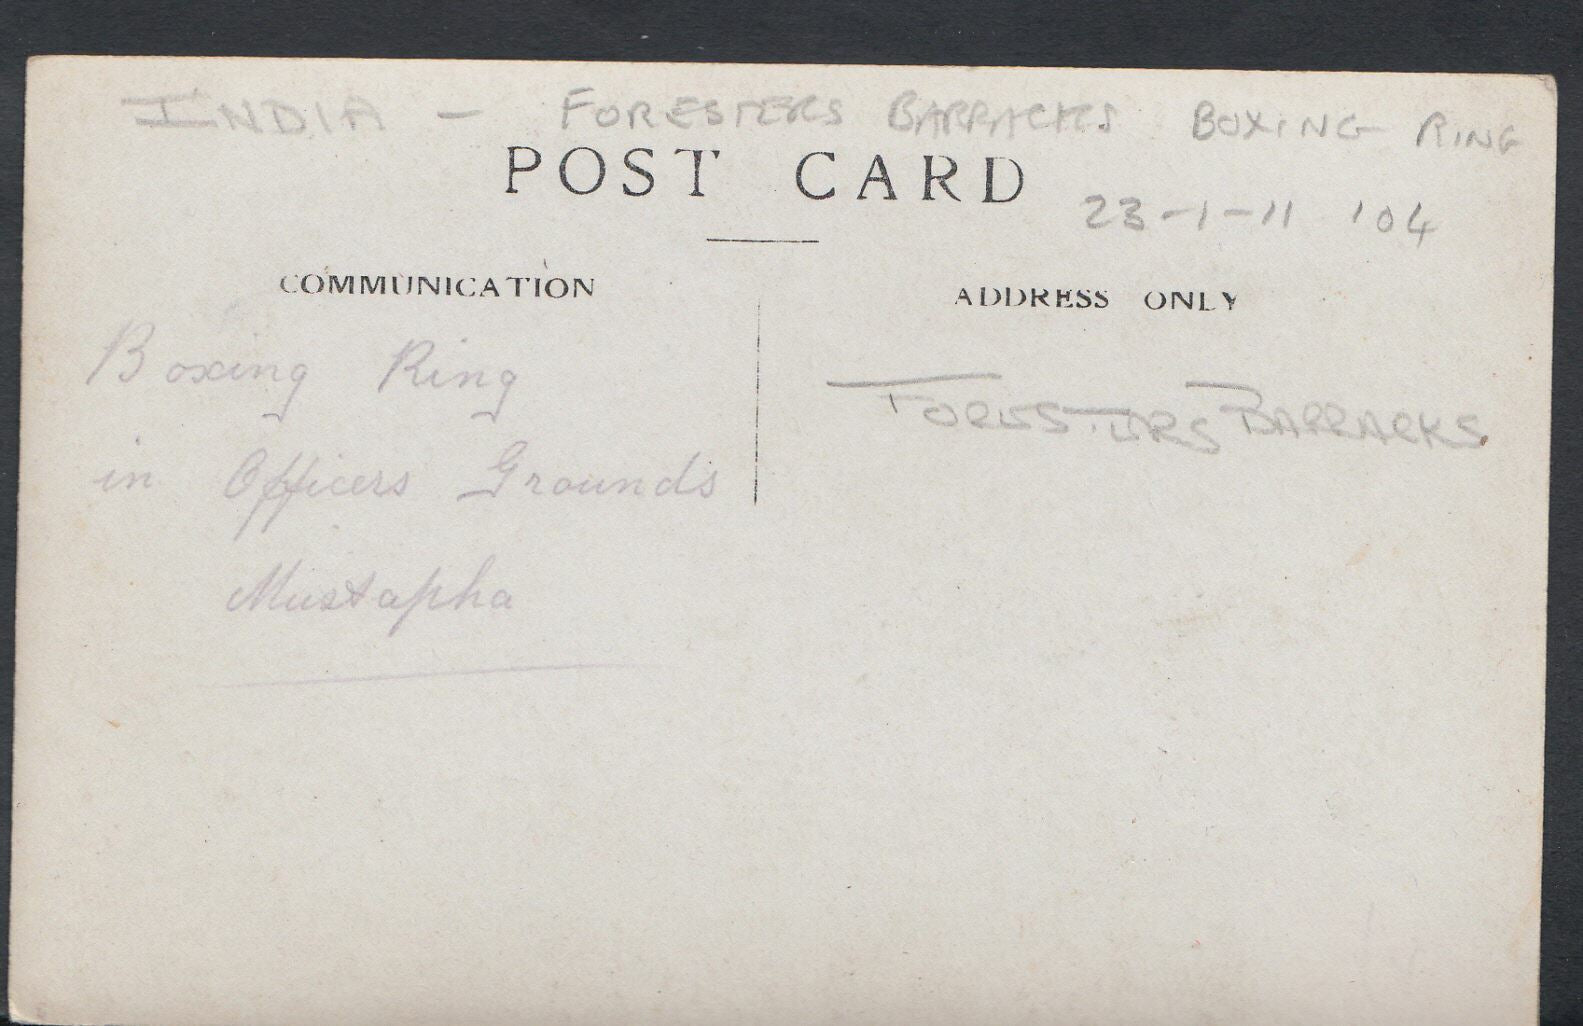 INDIA - FORESTERS BARRACKS BOXING RING
POST CARD
23-1-11 '04
COMMUNICATION
ADDRESS ONLY
Boxing Ring
in Officers Grounds
Mustapha
FORESTERS BARRACKS